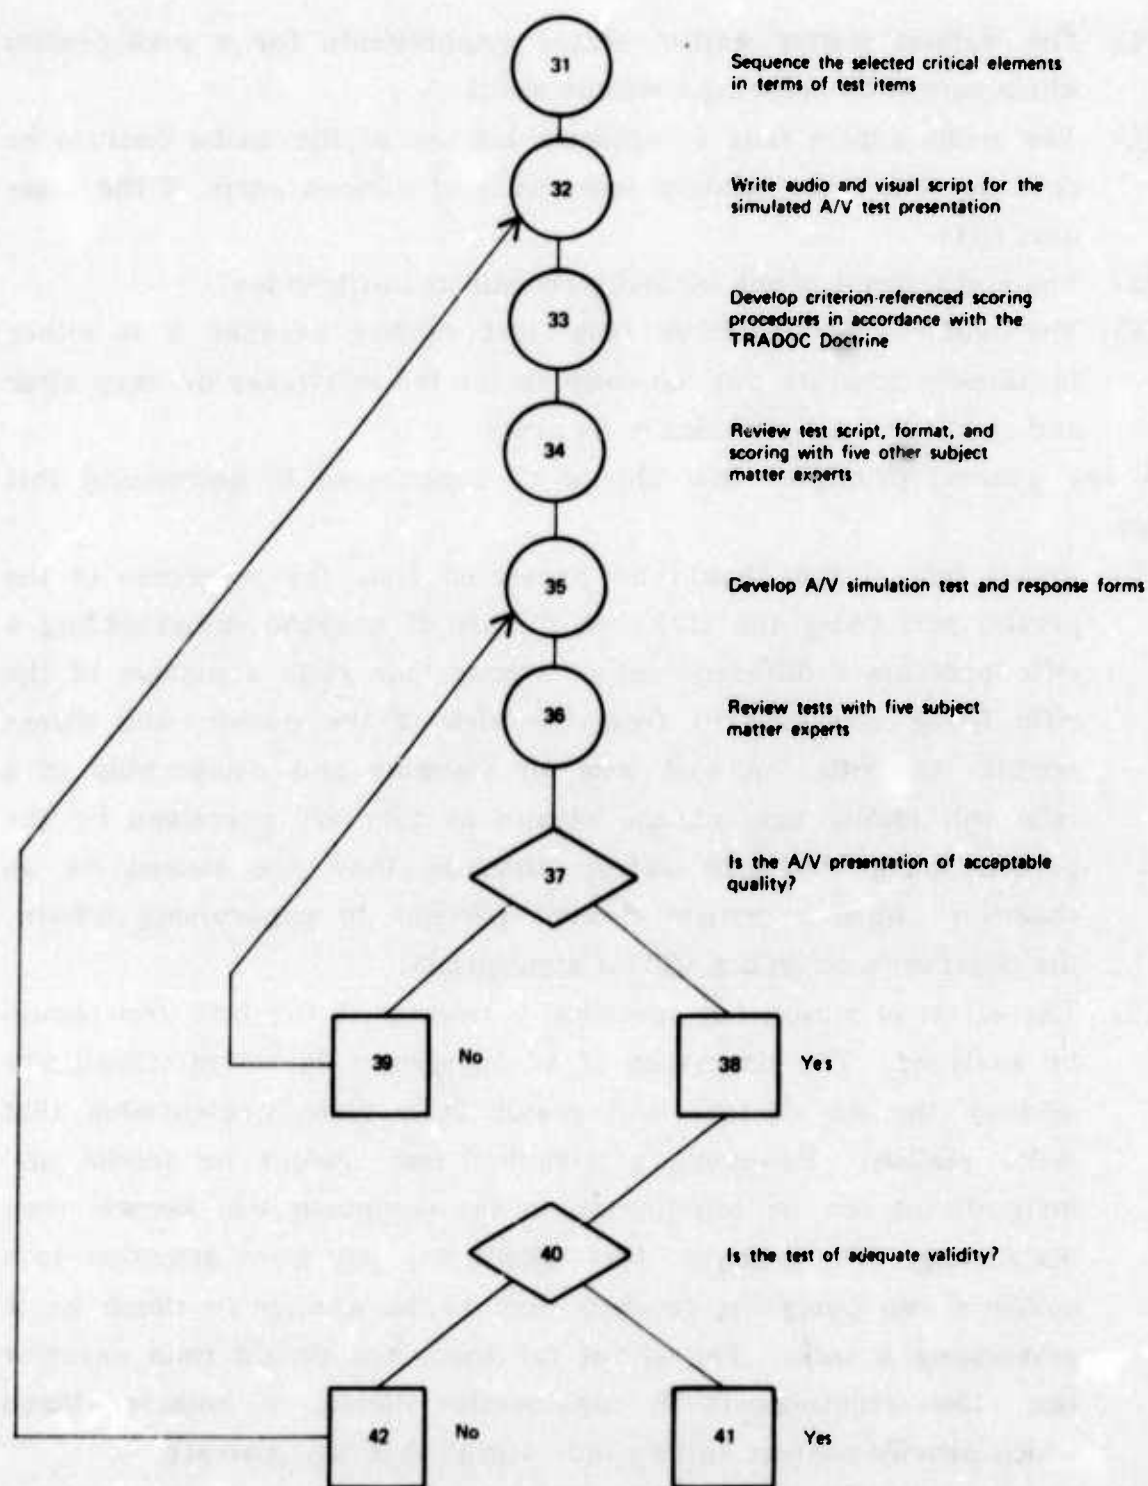 31
Sequence the selected critical elements
in terms of test items
32
Write audio and visual script for the
simulated A/V test presentation
33
Develop criterion-referenced scoring
procedures in accordance with the
TRADOC Doctrine
34
Review test script, format, and
scoring with five other subject
matter experts
35
Develop A/V simulation test and response forms
36
Review tests with five subject
matter experts
37
Is the A/V presentation of acceptable
quality?
39
No
38
Yes
40
Is the test of adequate validity?
42
No
41
Yes